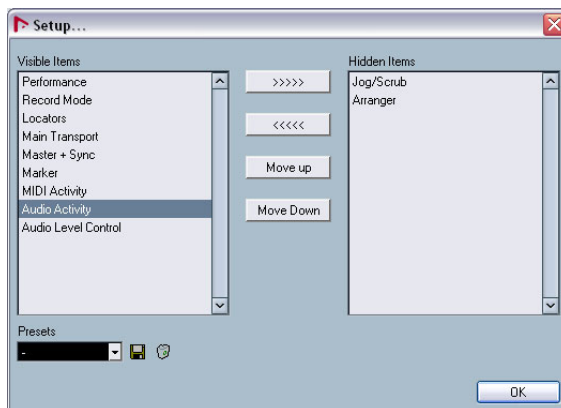 Setup...
Visible Items
Performance
Record Mode
Locators
Main Transport
Master + Sync
Marker
MIDI Activity
Audio Activity
Audio Level Control
>>>>>
<<<<<
Move up
Move Down
Hidden Items
Jog/Scrub
Arranger
Presets
-
OK